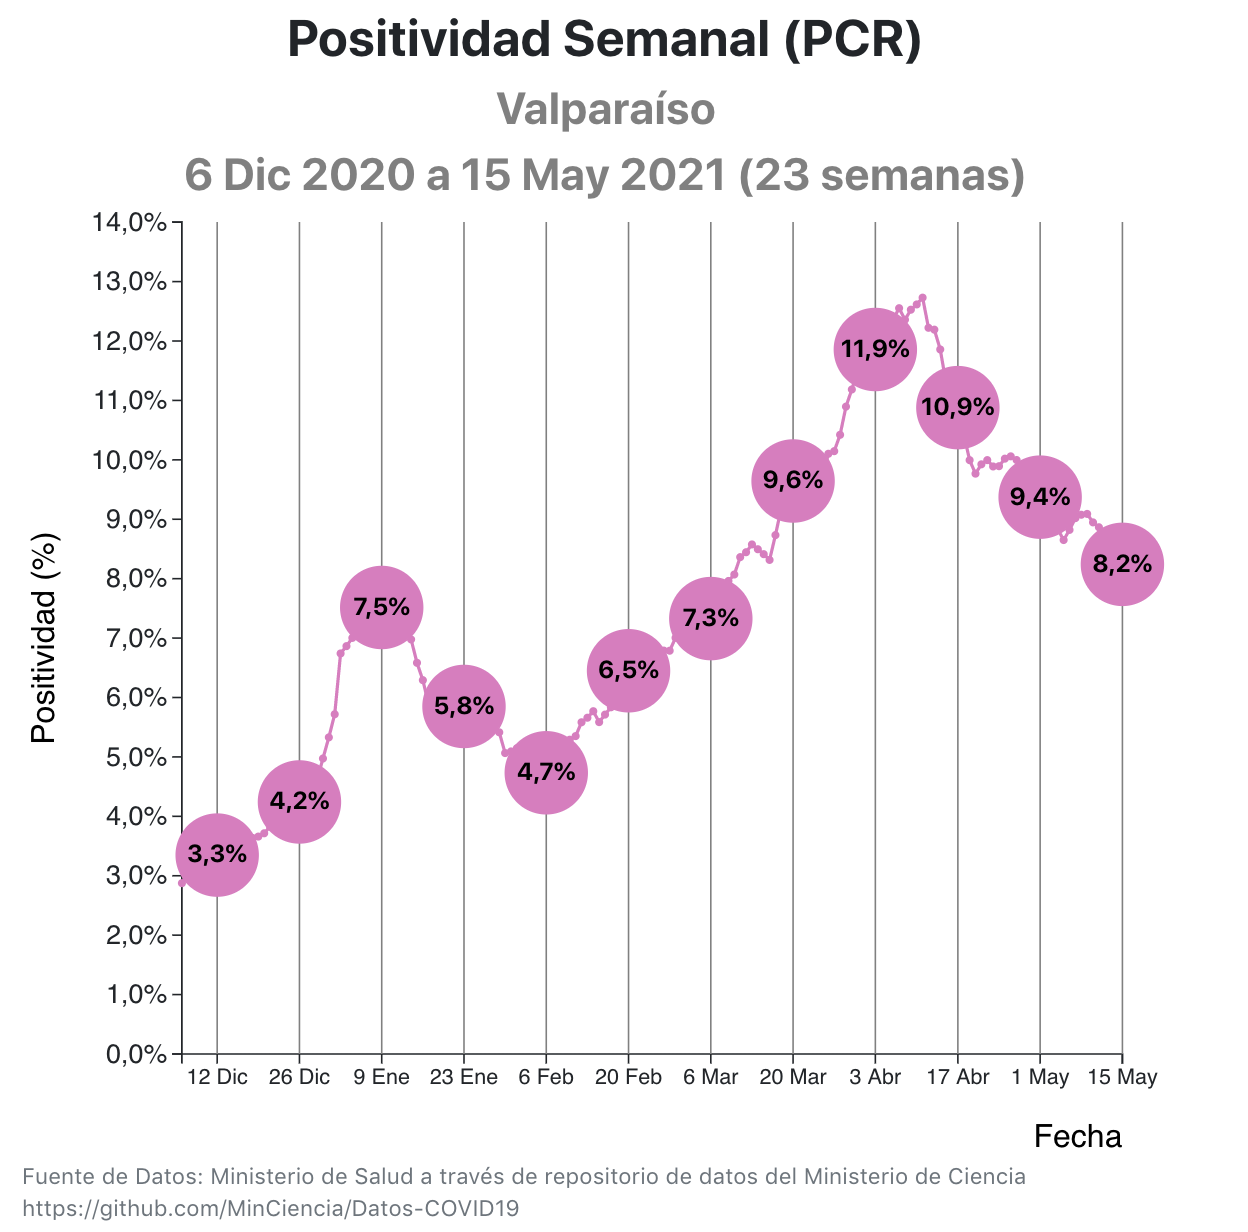 Positividad Semanal (PCR)
Valparaíso
6 Dic 2020 a 15 May 2021 (23 semanas)
14,0%
13,0%
12,0%
11,0%
10,0%
9,0%
8,0%
7,0%
6,0%
5,0%
4,0%
3,0%
2,0%
1,0%
0,0%
Positividad (%)
3,3%
4,2%
7,5%
5,8%
4,7%
6,5%
7,3%
9,6%
11,9%
10,9%
9,4%
8,2%
12 Dic
26 Dic
9 Ene
23 Ene
6 Feb
20 Feb
6 Mar
20 Mar
3 Abr
17 Abr
1 May
15 May
Fecha
Fuente de Datos: Ministerio de Salud a través de repositorio de datos del Ministerio de Ciencia
https://github.com/MinCiencia/Datos-COVID19